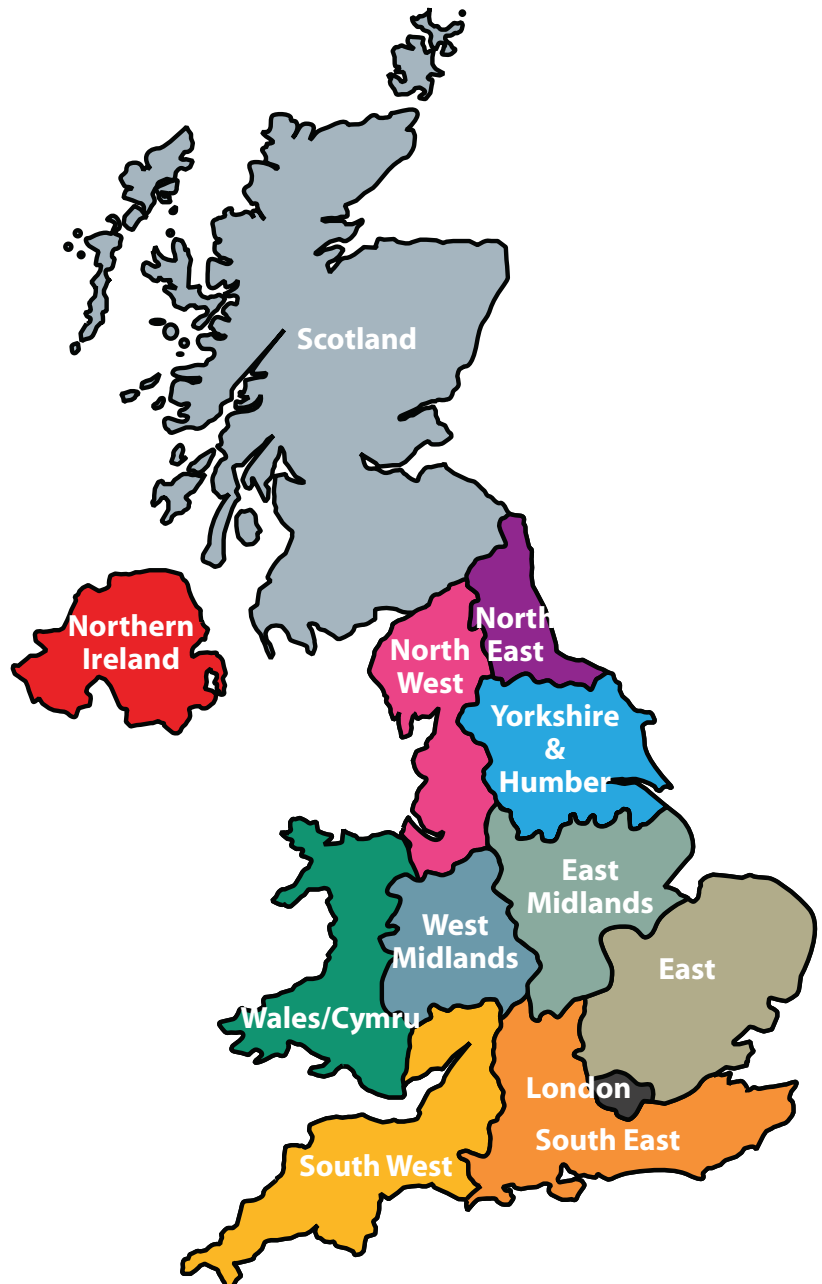 Scotland
Northern
Ireland
North
East
North
West
Yorkshire
&
Humber
East
Midlands
West
Midlands
East
Wales/Cymru
London
South East
South West